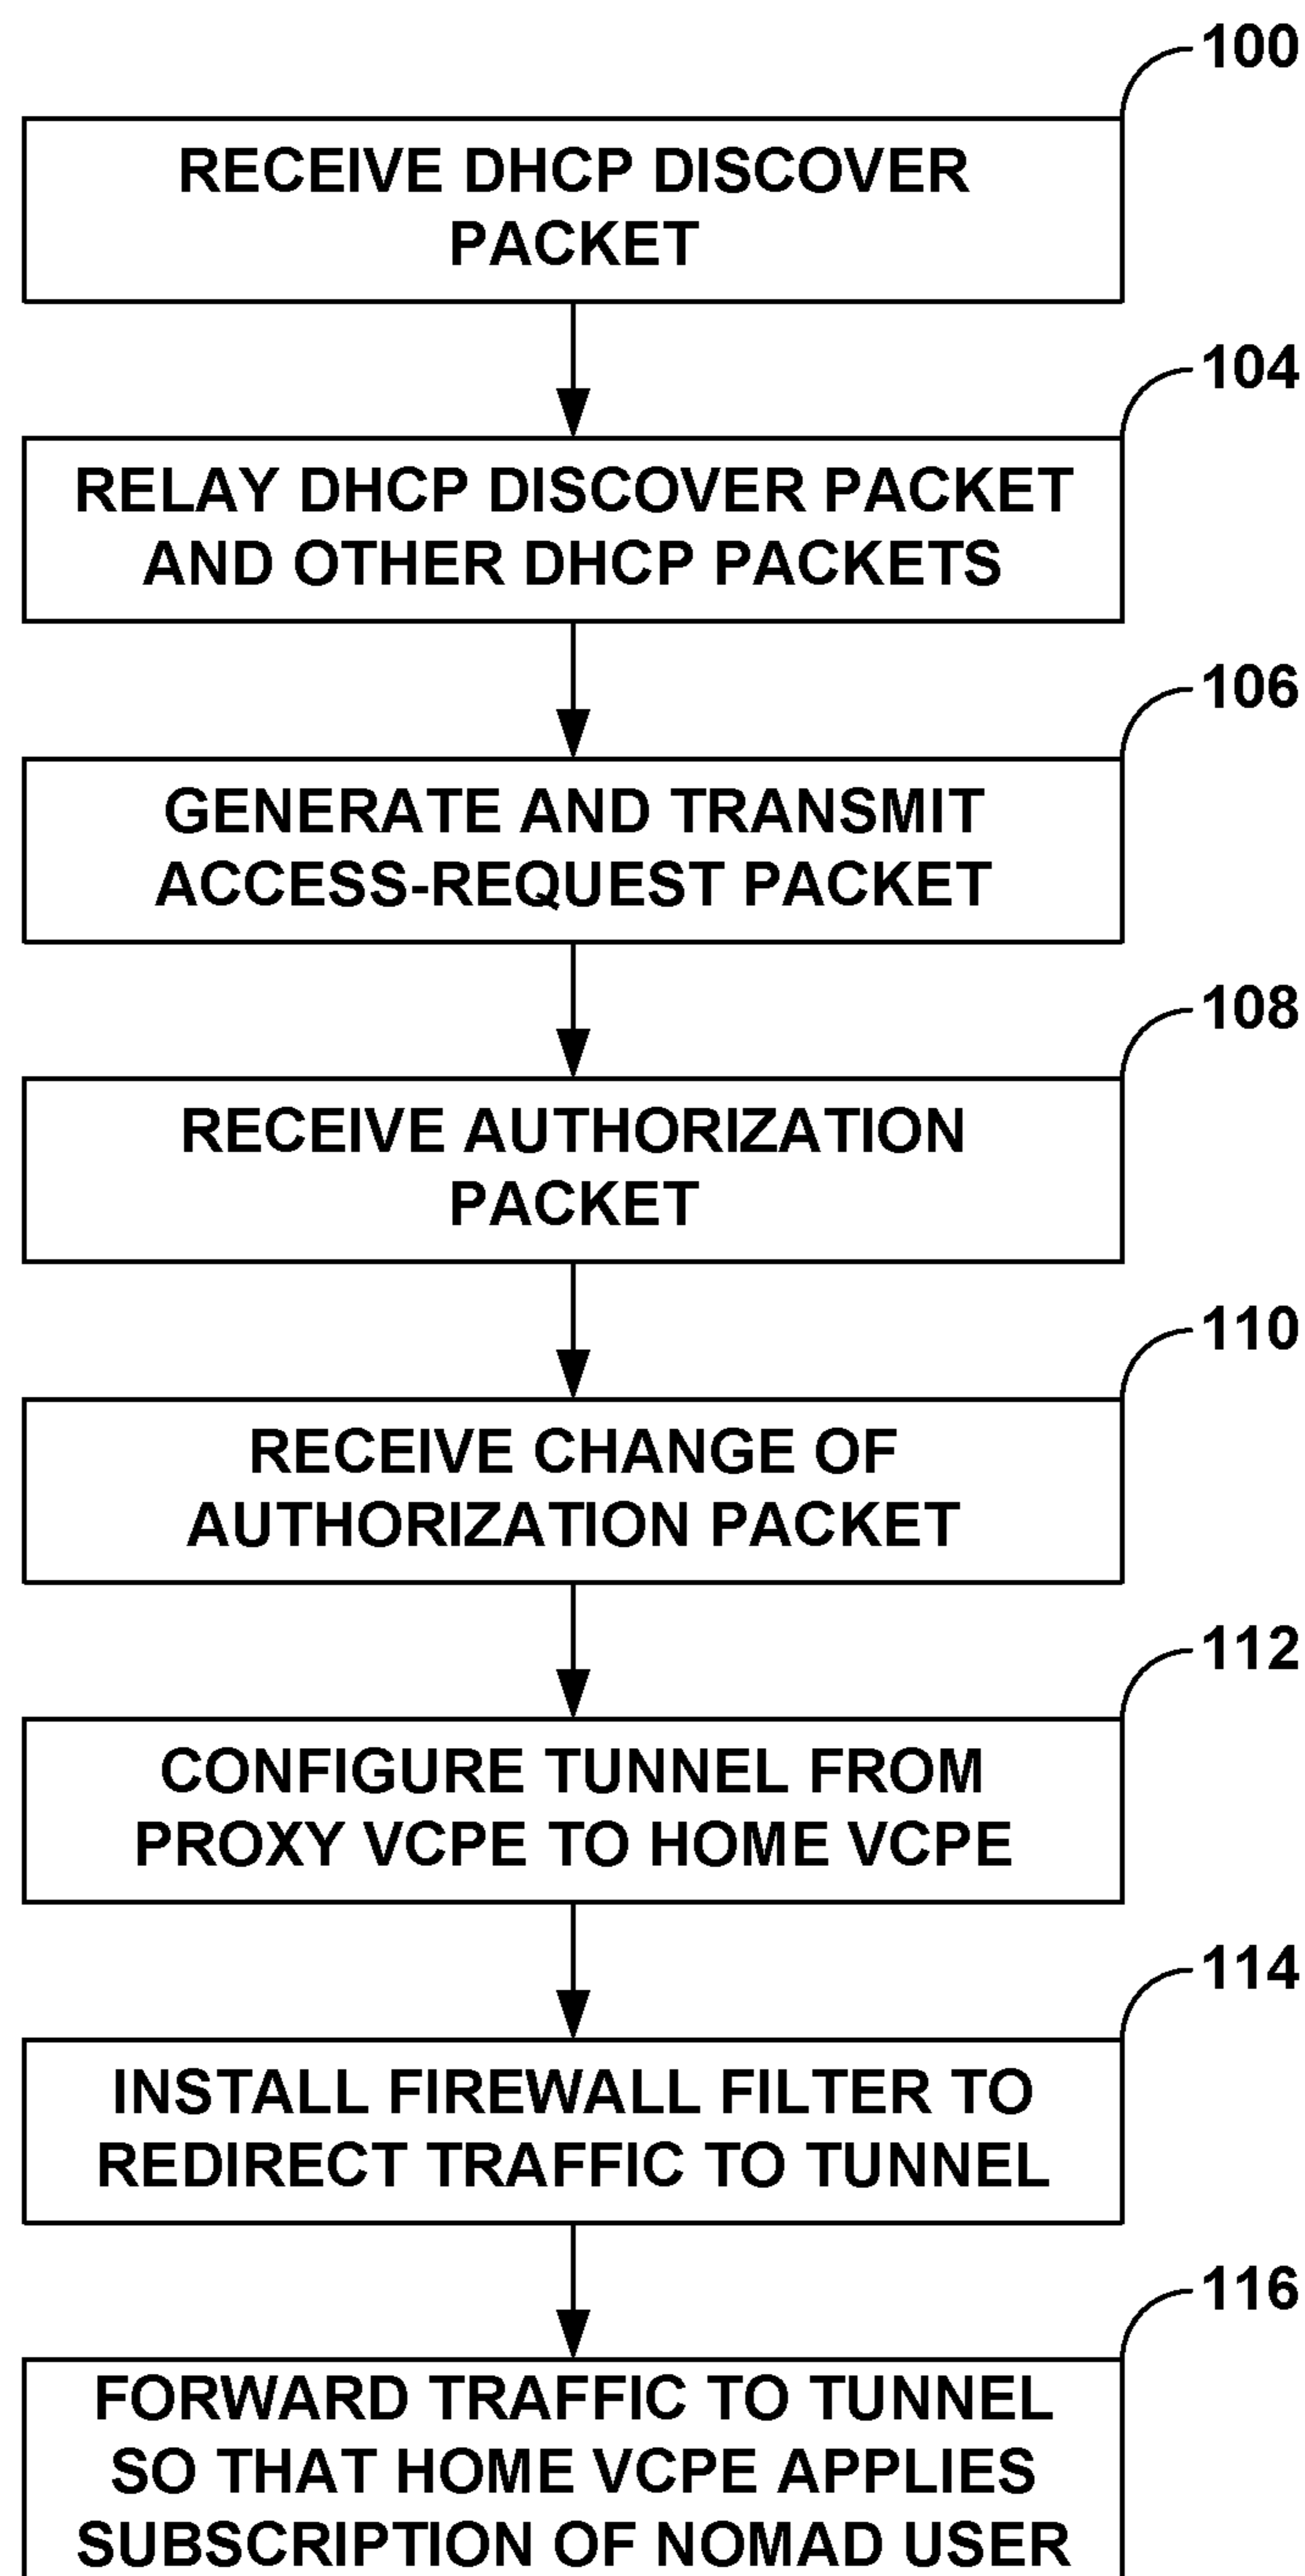 100
RECEIVE DHCP DISCOVER
PACKET
104
RELAY DHCP DISCOVER PACKET
AND OTHER DHCP PACKETS
106
GENERATE AND TRANSMIT
ACCESS-REQUEST PACKET
108
RECEIVE AUTHORIZATION
PACKET
110
RECEIVE CHANGE OF
AUTHORIZATION PACKET
112
CONFIGURE TUNNEL FROM
PROXY VCPE TO HOME VCPE
114
INSTALL FIREWALL FILTER TO
REDIRECT TRAFFIC TO TUNNEL
116
FORWARD TRAFFIC TO TUNNEL
SO THAT HOME VCPE APPLIES
SUBSCRIPTION OF NOMAD USER